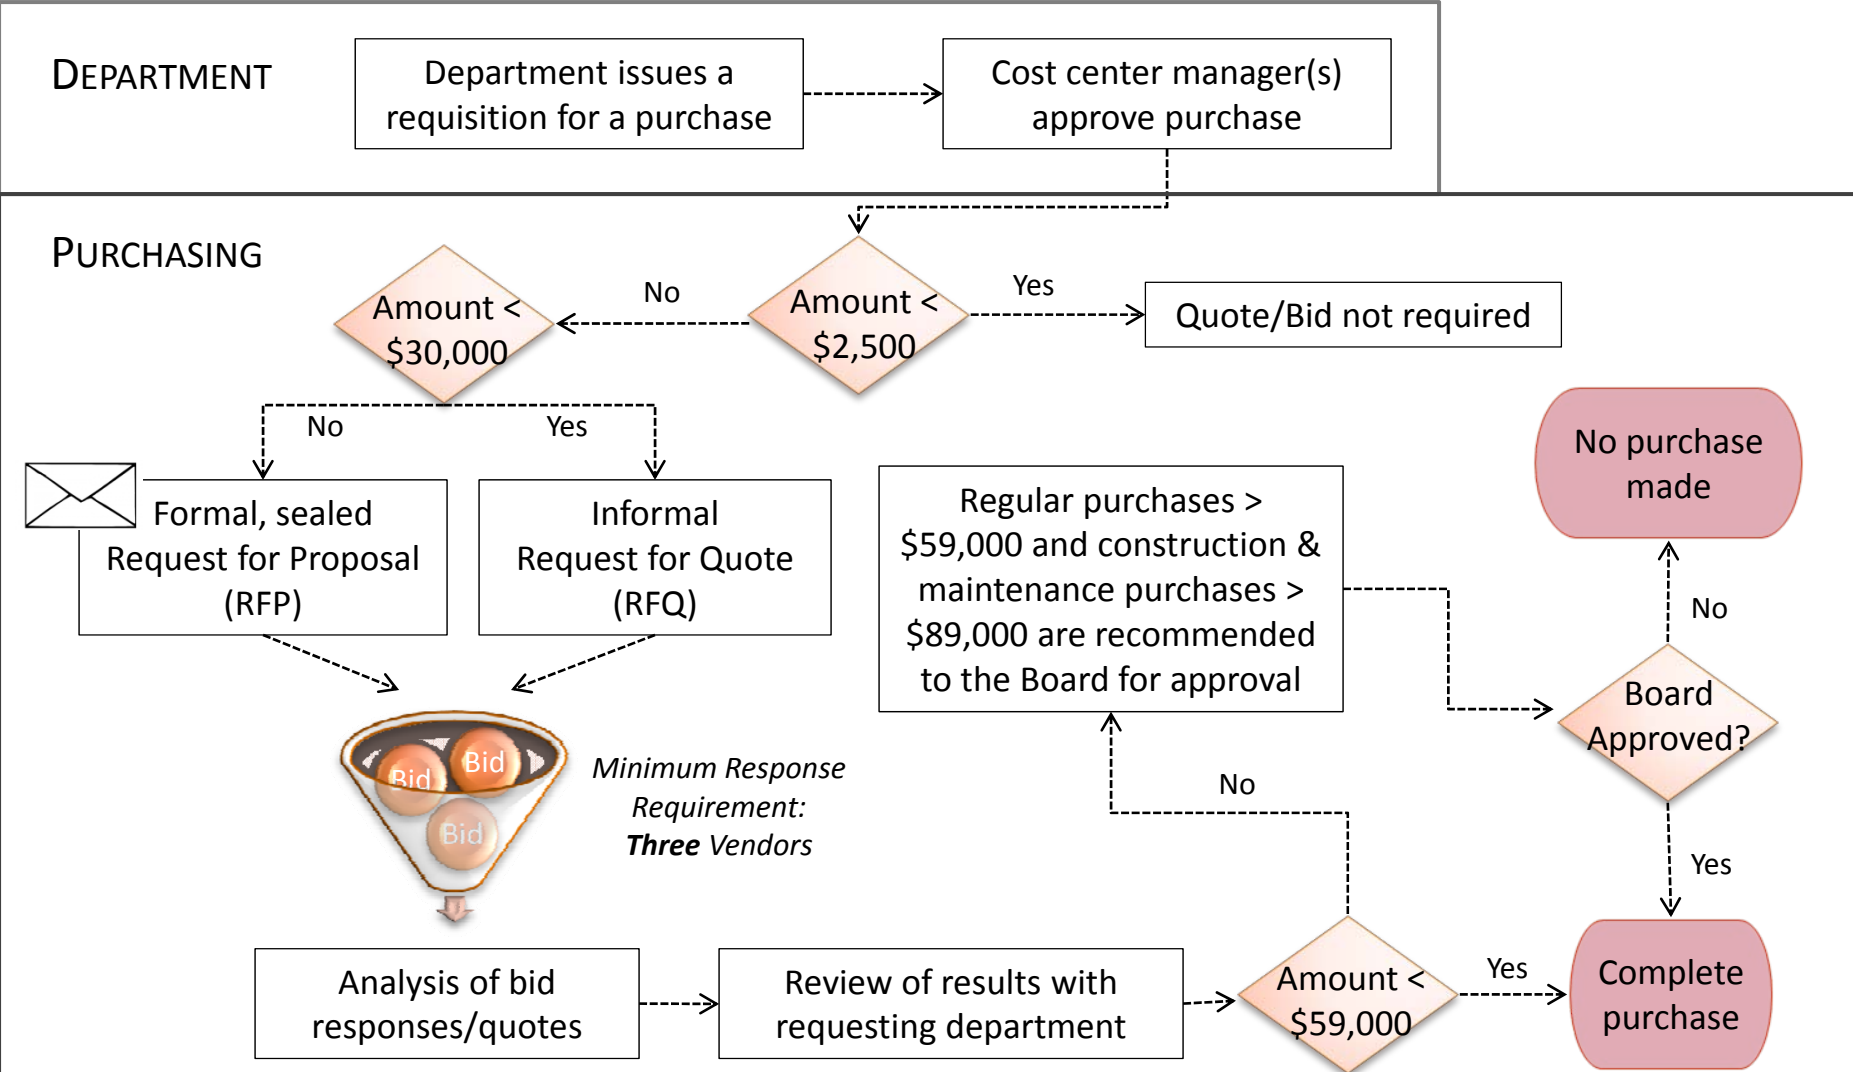 DEPARTMENT
Department issues a
requisition for a purchase
Cost center manager(s)
approve purchase
PURCHASING
Amount <
$30,000
No
Amount <
$2,500
Yes
Quote/Bid not required
No
Yes
Formal, sealed
Request for Proposal
(RFP)
Informal
Request for Quote
(RFQ)
Regular purchases >
$59,000 and construction &
maintenance purchases >
$89,000 are recommended
to the Board for approval
No purchase
made
No
Board
Approved?
Yes
Bid
Bid
Bid
Minimum Response
Requirement:
Three Vendors
No
Analysis of bid
responses/quotes
Review of results with
requesting department
Amount <
$59,000
Yes
Complete
purchase